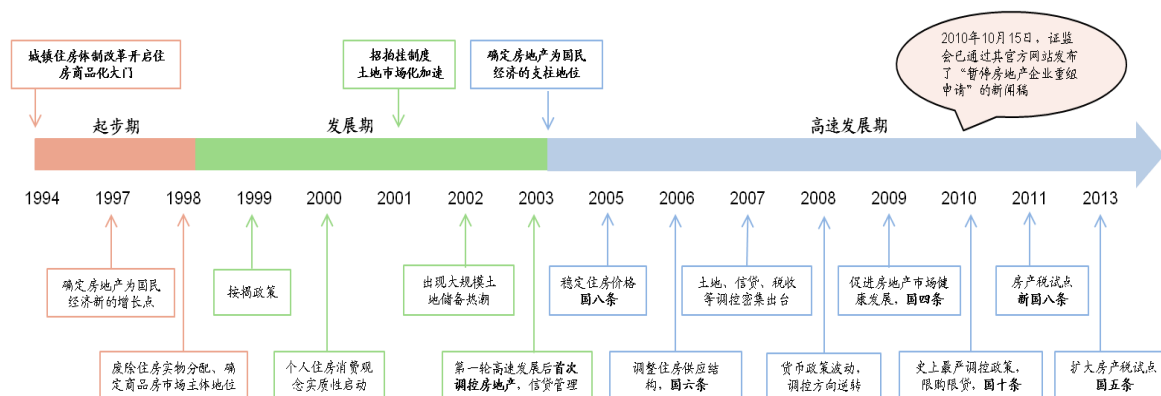 城镇住房体制改革开启住
房商品化大门
招拍挂制度
土地市场化加速
确定房地产为国民
经济的支柱地位
2010年10月15日，证监
会已通过其官方网站发布
了“暂停房地产企业重组
申请”的新闻稿
起步期
发展期
高速发展期
1994 1997 1998 1999 2000 2001 2002 2003 2005 2006 2007 2008 2009 2010 2011 2013
确定房地产为国民
经济新的增长点
按揭政策
出现大规模土
地储备热潮
稳定住房价格
国八条
土地、信贷、税收
等调控密集出台
促进房地产市场健
康发展，国四条
房产税试点
新国八条
废除住房实物分配、确
定商品房市场主体地位
个人住房消费观
念实质性启动
第一轮高速发展后首次
调控房地产，信贷管理
调整住房供应结
构，国六条
货币政策波动，
调控方向逆转
史上最严调控政策，
限购限贷，国十条
扩大房产税试点
国五条